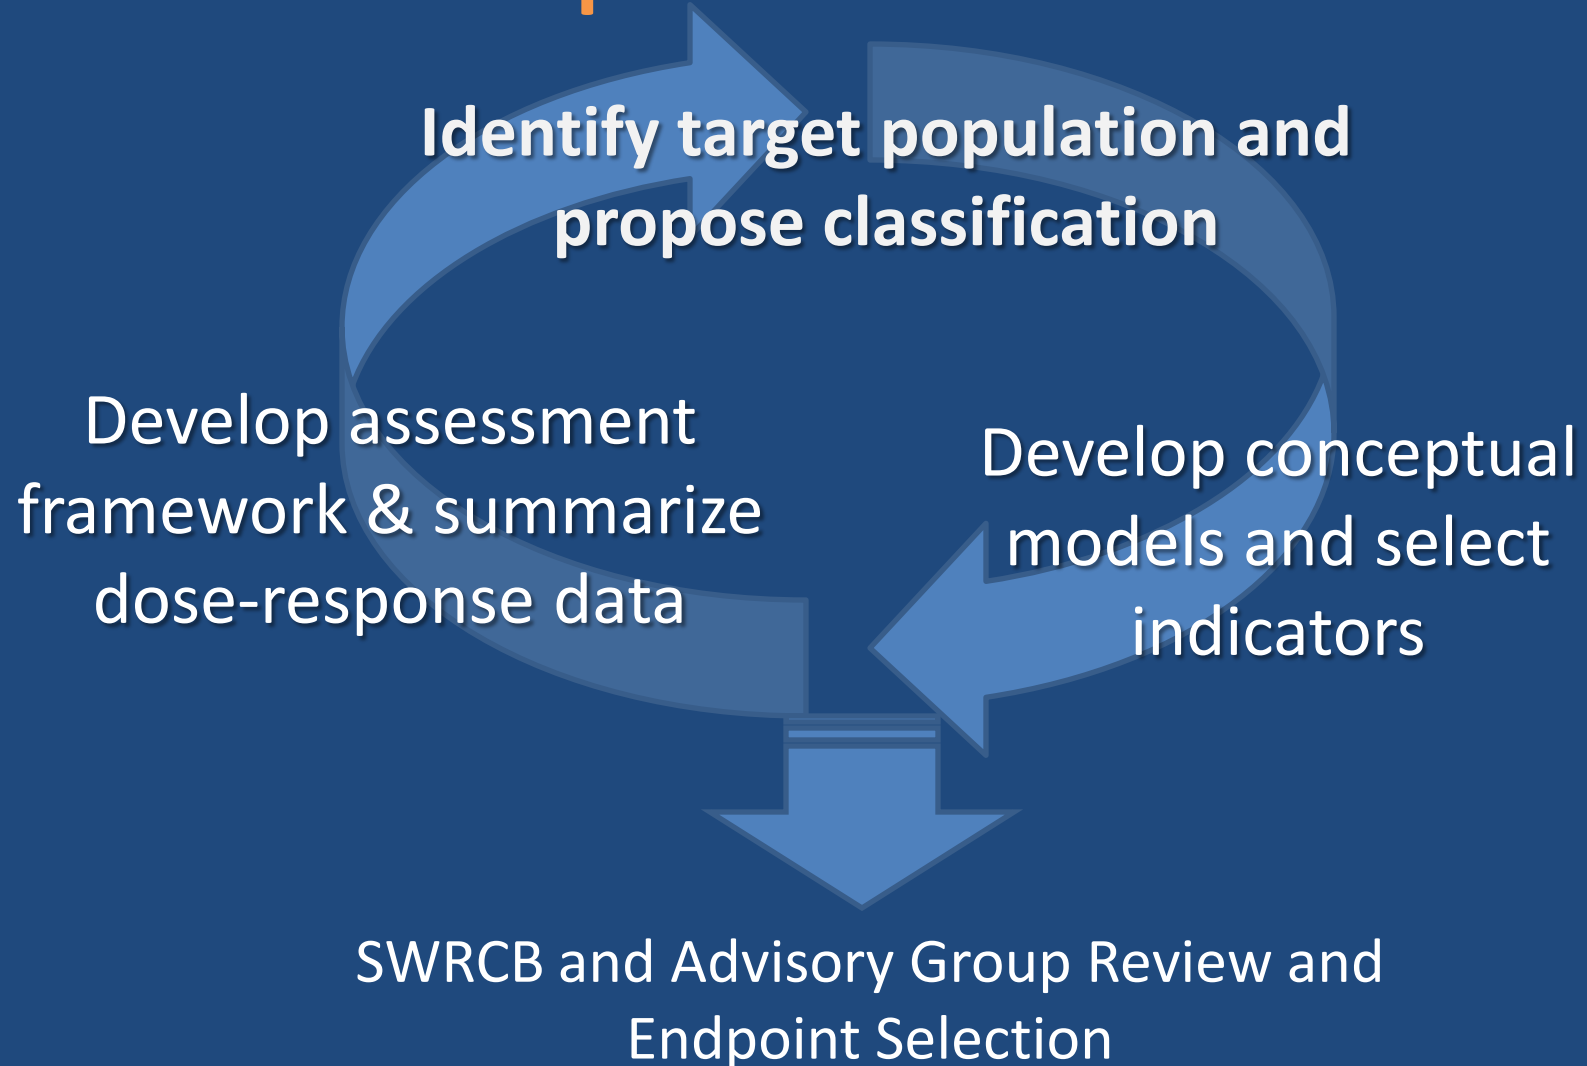 Identify target population and
propose classification
Develop assessment
framework & summarize
dose-response data
Develop conceptual
models and select
indicators
SWRCB and Advisory Group Review and
Endpoint Selection